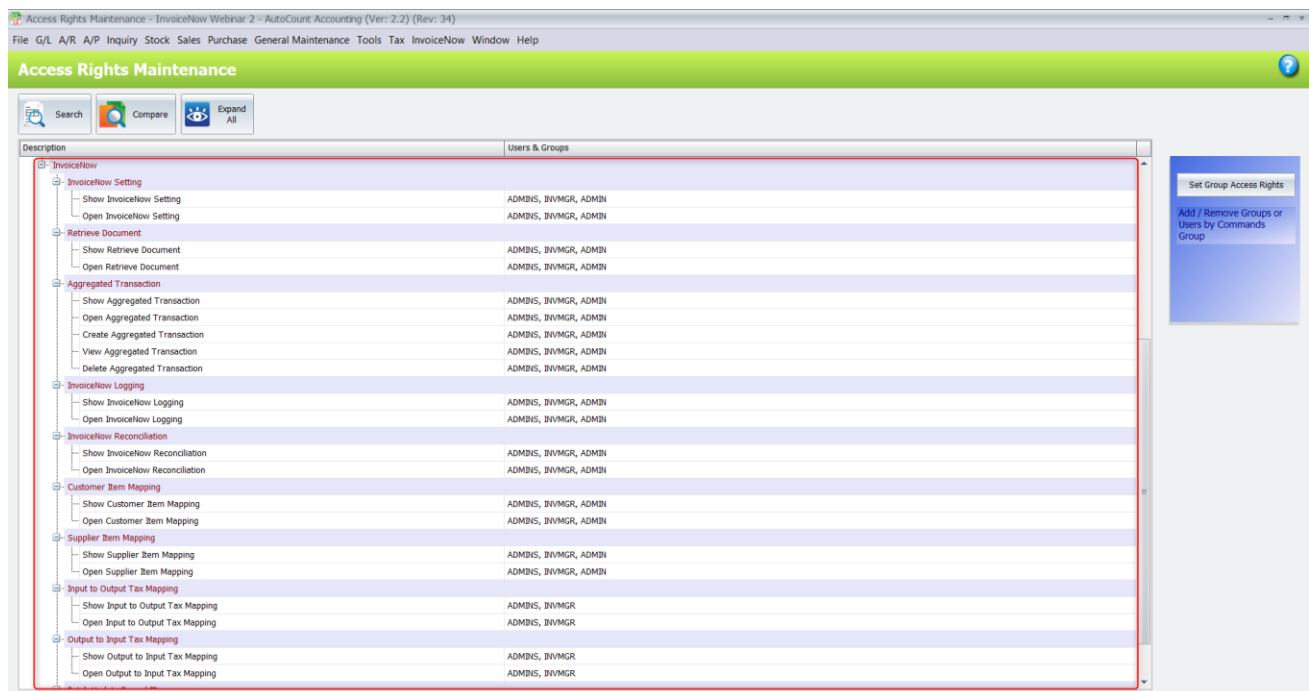 Access Rights Maintenance - InvoiceNow Webinar 2 - AutoCount Accounting (Ver: 2.2) (Rev: 34)
File G/L A/R A/P Inquiry Stock Sales Purchase General Maintenance Tools Tax InvoiceNow Window Help
Access Rights Maintenance
Search Compare Expand All
Description Users & Groups
InvoiceNow
InvoiceNow Setting
Show InvoiceNow Setting ADMINS, INVMGR, ADMIN
Open InvoiceNow Setting ADMINS, INVMGR, ADMIN
Retrieve Document
Show Retrieve Document ADMINS, INVMGR, ADMIN
Open Retrieve Document ADMINS, INVMGR, ADMIN
Aggregated Transaction
Show Aggregated Transaction ADMINS, INVMGR, ADMIN
Open Aggregated Transaction ADMINS, INVMGR, ADMIN
Create Aggregated Transaction ADMINS, INVMGR, ADMIN
View Aggregated Transaction ADMINS, INVMGR, ADMIN
Delete Aggregated Transaction ADMINS, INVMGR, ADMIN
InvoiceNow Logging
Show InvoiceNow Logging ADMINS, INVMGR, ADMIN
Open InvoiceNow Logging ADMINS, INVMGR, ADMIN
InvoiceNow Reconciliation
Show InvoiceNow Reconciliation ADMINS, INVMGR, ADMIN
Open InvoiceNow Reconciliation ADMINS, INVMGR, ADMIN
Customer Item Mapping
Show Customer Item Mapping ADMINS, INVMGR, ADMIN
Open Customer Item Mapping ADMINS, INVMGR, ADMIN
Supplier Item Mapping
Show Supplier Item Mapping ADMINS, INVMGR, ADMIN
Open Supplier Item Mapping ADMINS, INVMGR, ADMIN
Input to Output Tax Mapping
Show Input to Output Tax Mapping ADMINS, INVMGR
Open Input to Output Tax Mapping ADMINS, INVMGR
Output to Input Tax Mapping
Show Output to Input Tax Mapping ADMINS, INVMGR
Open Output to Input Tax Mapping ADMINS, INVMGR
Set Group Access Rights
Add / Remove Groups or
Users by Commands
Group